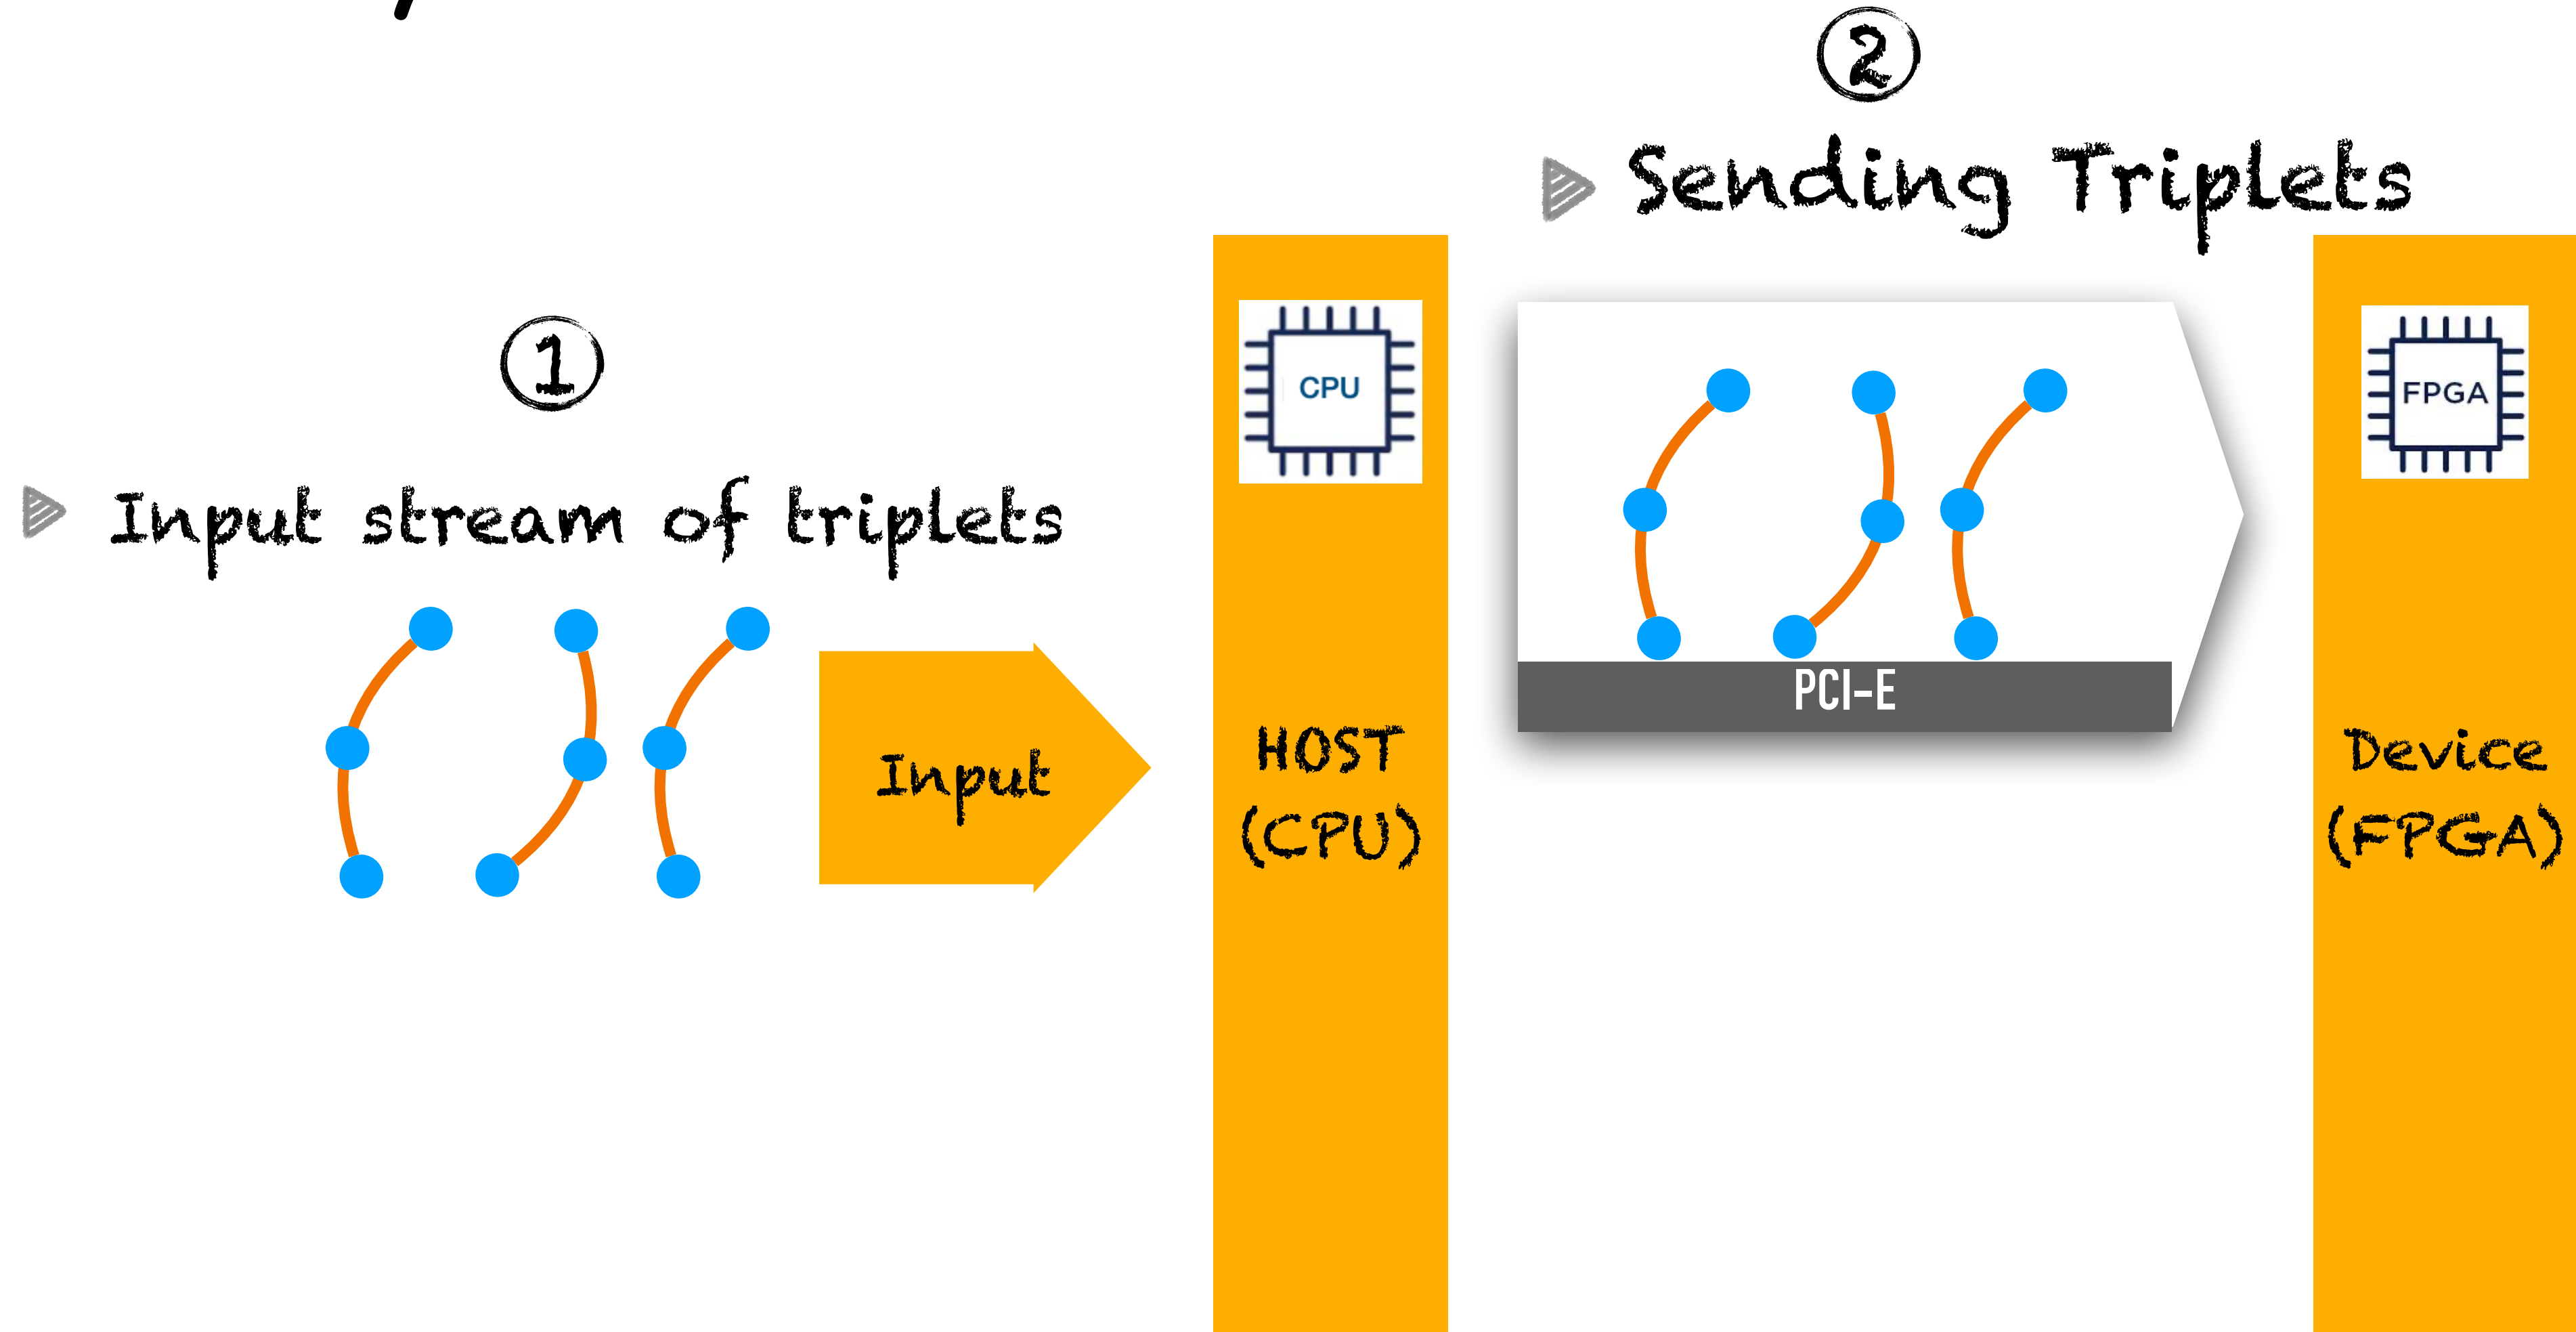 1
Input stream of triplets
Input
CPU
HOST
(CPU)
2
Sending Triplets
PCI-E
FPGA
Device
(FPGA)